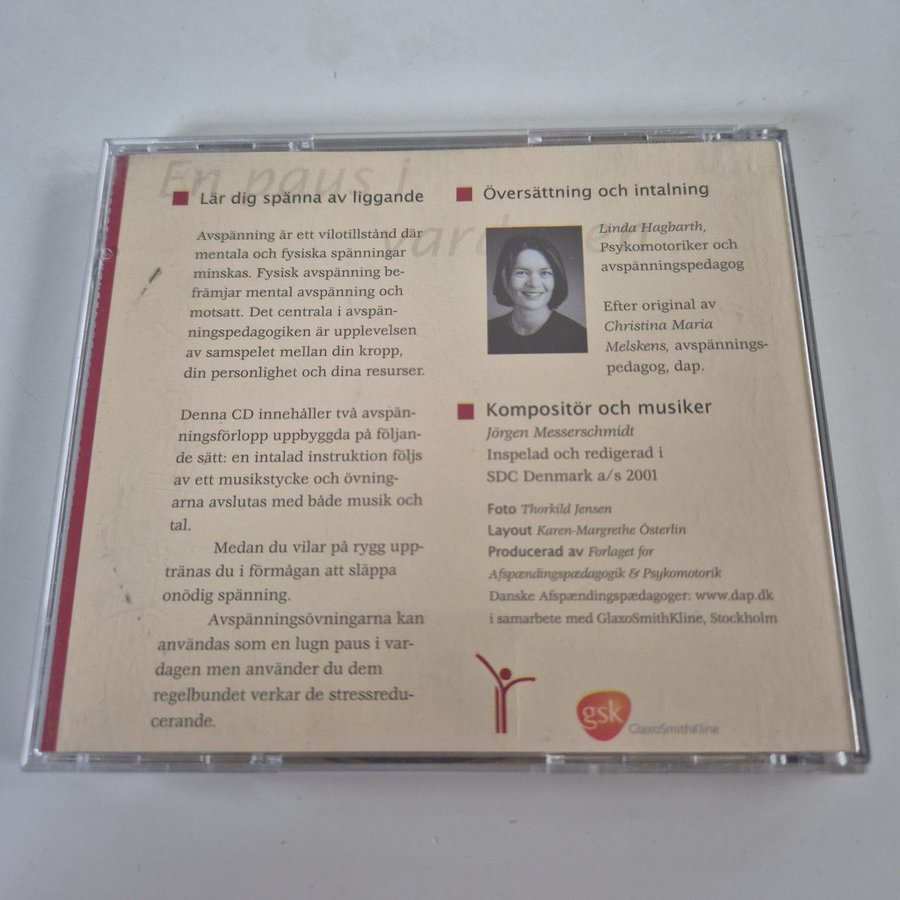 En paus i
vardagen
Lär dig spänna av liggande
Avspänning är ett vilotillstånd där
mentala och fysiska spänningar
minskas. Fysisk avspänning be-
främjar mental avspänning och
motsatt. Det centrala i avspän-
ningspedagogiken är upplevelsen
av samspelet mellan din kropp,
din personlighet och dina resurser.
Denna CD innehåller två avspän-
ningsförlopp uppbyggda på följan-
de sätt: en intalad instruktion följs
av ett musikstycke och övning-
arna avslutas med både musik och
tal.
Medan du vilar på rygg upp-
tränas du i förmågan att släppa
onödig spänning.
Avspänningsövningarna kan
användas som en lugn paus i var-
dagen men använder du dem
regelbundet verkar de stressredu-
cerande.
Översättning och intalning
Linda Hagbarth,
Psykomotoriker och
avspänningspedagog
Efter original av
Christina Maria
Melskens, avspännings-
pedagog, dap.
Kompositör och musiker
Jörgen Messerschmidt
Inspelad och redigerad i
SDC Denmark a/s 2001
Foto Thorkild Jensen
Layout Karen-Margrethe Österlin
Producerad av Forlaget for
Afspændingspædagogik & Psykomotorik
Danske Afspændingspædagoger: www.dap.dk
i samarbete med GlaxoSmithKline, Stockholm
gsk
GlaxoSmithKline